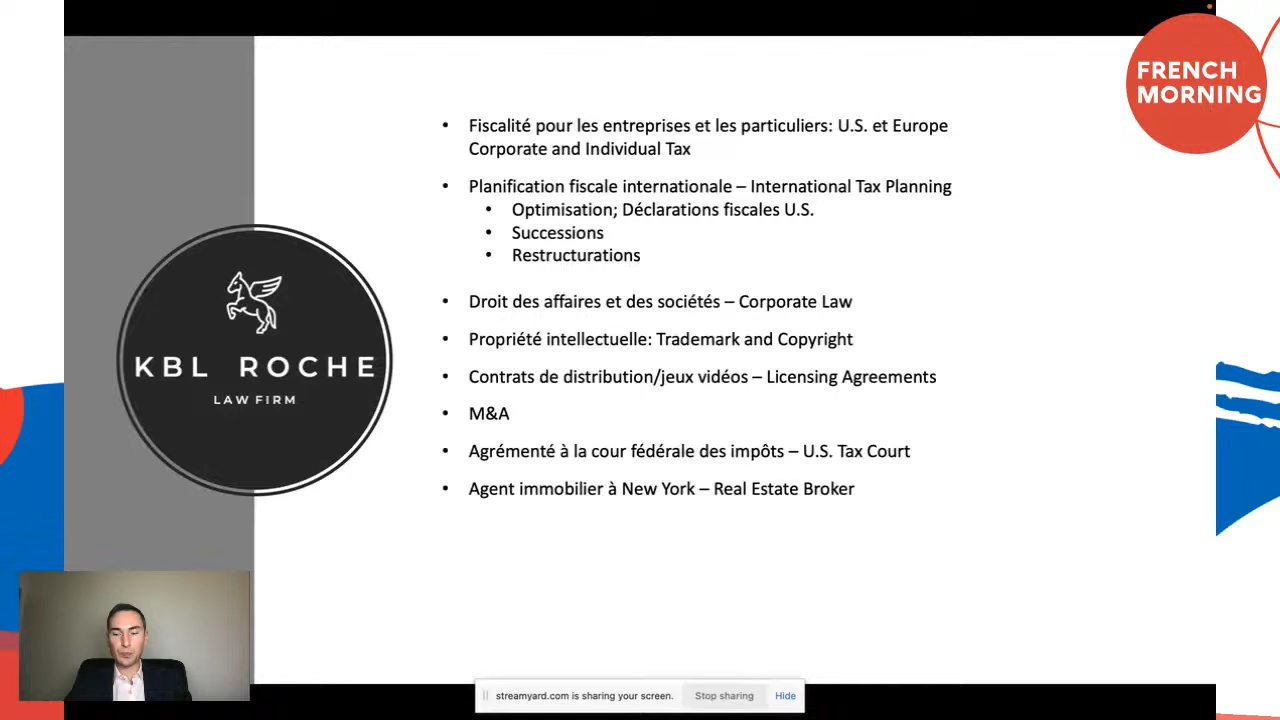 FRENCH
MORNING
• Fiscalité pour les entreprises et les particuliers: U.S. et Europe
Corporate and Individual Tax
• Planification fiscale internationale – International Tax Planning
• Optimisation; Déclarations fiscales U.S.
• Successions
• Restructurations
• Droit des affaires et des sociétés – Corporate Law
• Propriété intellectuelle: Trademark and Copyright
• Contrats de distribution/jeux vidéos – Licensing Agreements
• M&A
• Agrémenté à la cour fédérale des impôts – U.S. Tax Court
• Agent immobilier à New York – Real Estate Broker
KBL ROCHE
LAW FIRM
streamyard.com is sharing your screen. Stop sharing Hide